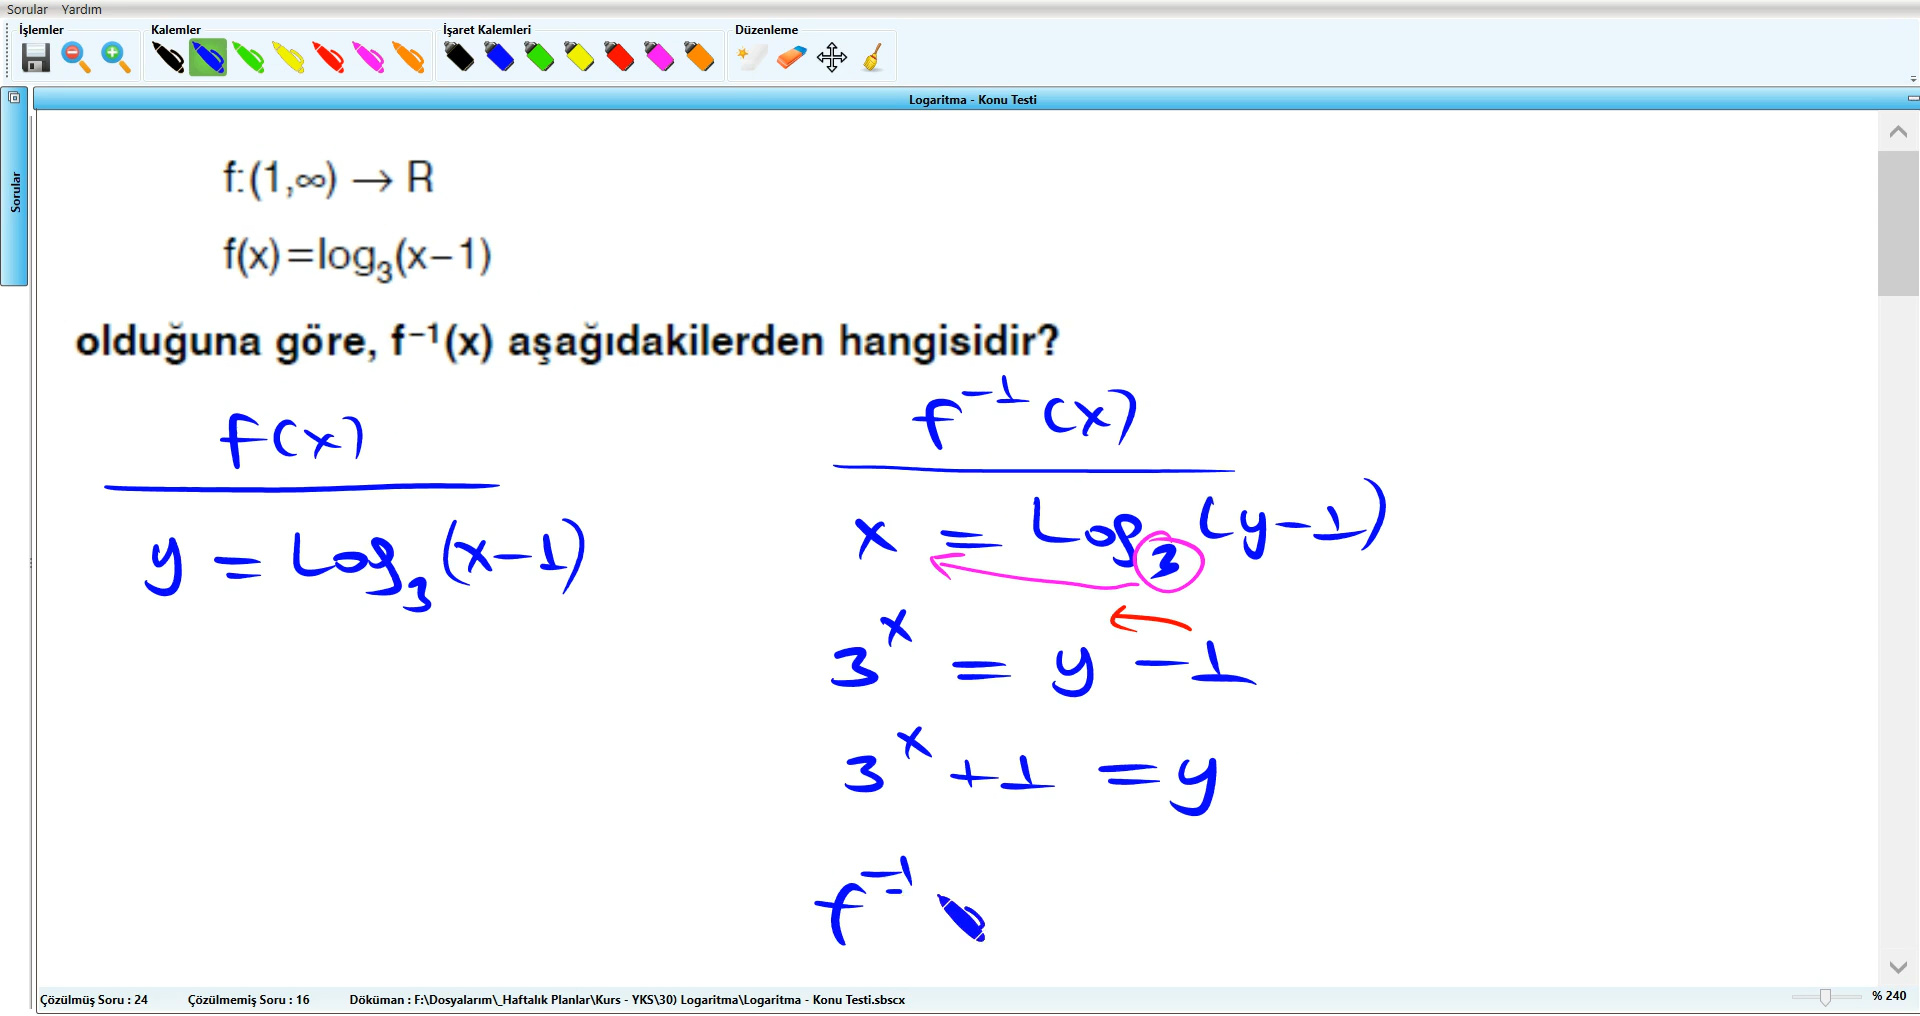 Sorular Yardım
İşlemler Kalemler İşaret Kalemleri Düzenleme
Logaritma - Konu Testi
Sorular
f:(1,∞) → R
f(x)=log₃(x−1)
olduğuna göre, f⁻¹(x) aşağıdakilerden hangisidir?
f(x)
y = Log₃(x−1)
f⁻¹(x)
x = Log₃(y−1)
3ˣ = y − 1
3ˣ + 1 = y
f⁻¹
Çözülmüş Soru : 24 Çözülmemiş Soru : 16 Döküman : F:\Dosyalarım\_Haftalık Planlar\Kurs - YKS\30) Logaritma\Logaritma - Konu Testi.sbscx % 240